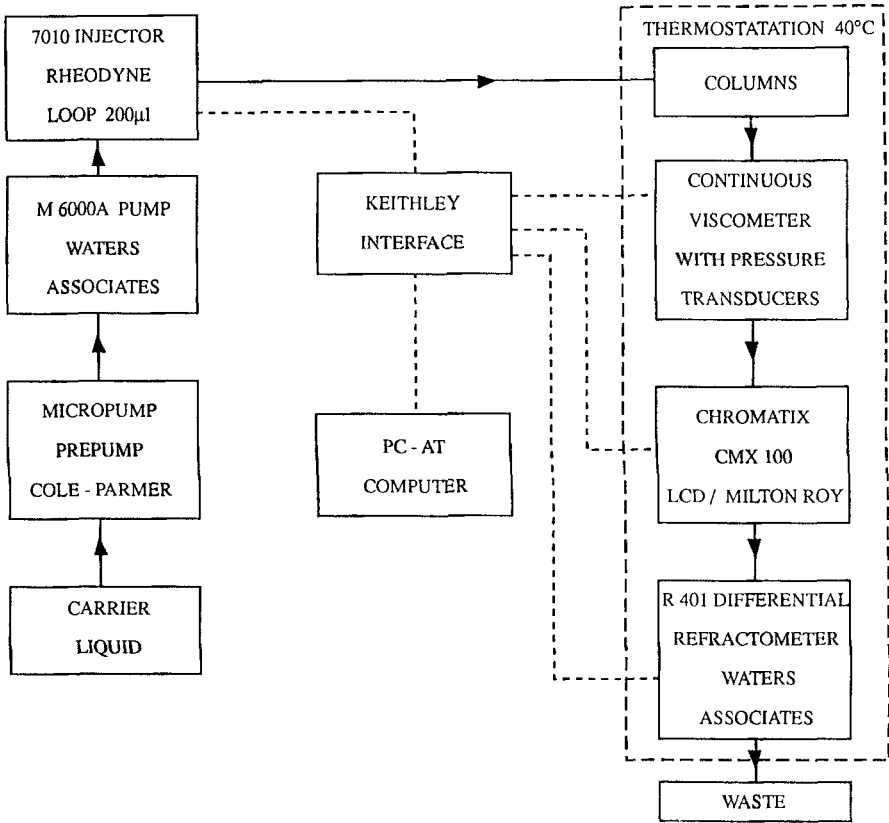 7010 INJECTOR
RHEODYNE
LOOP 200µl
M 6000A PUMP
WATERS
ASSOCIATES
MICROPUMP
PREPUMP
COLE - PARMER
CARRIER
LIQUID
KEITHLEY
INTERFACE
PC - AT
COMPUTER
THERMOSTATATION 40°C
COLUMNS
CONTINUOUS
VISCOMETER
WITH PRESSURE
TRANSDUCERS
CHROMATIX
CMX 100
LCD / MILTON ROY
R 401 DIFFERENTIAL
REFRACTOMETER
WATERS
ASSOCIATES
WASTE